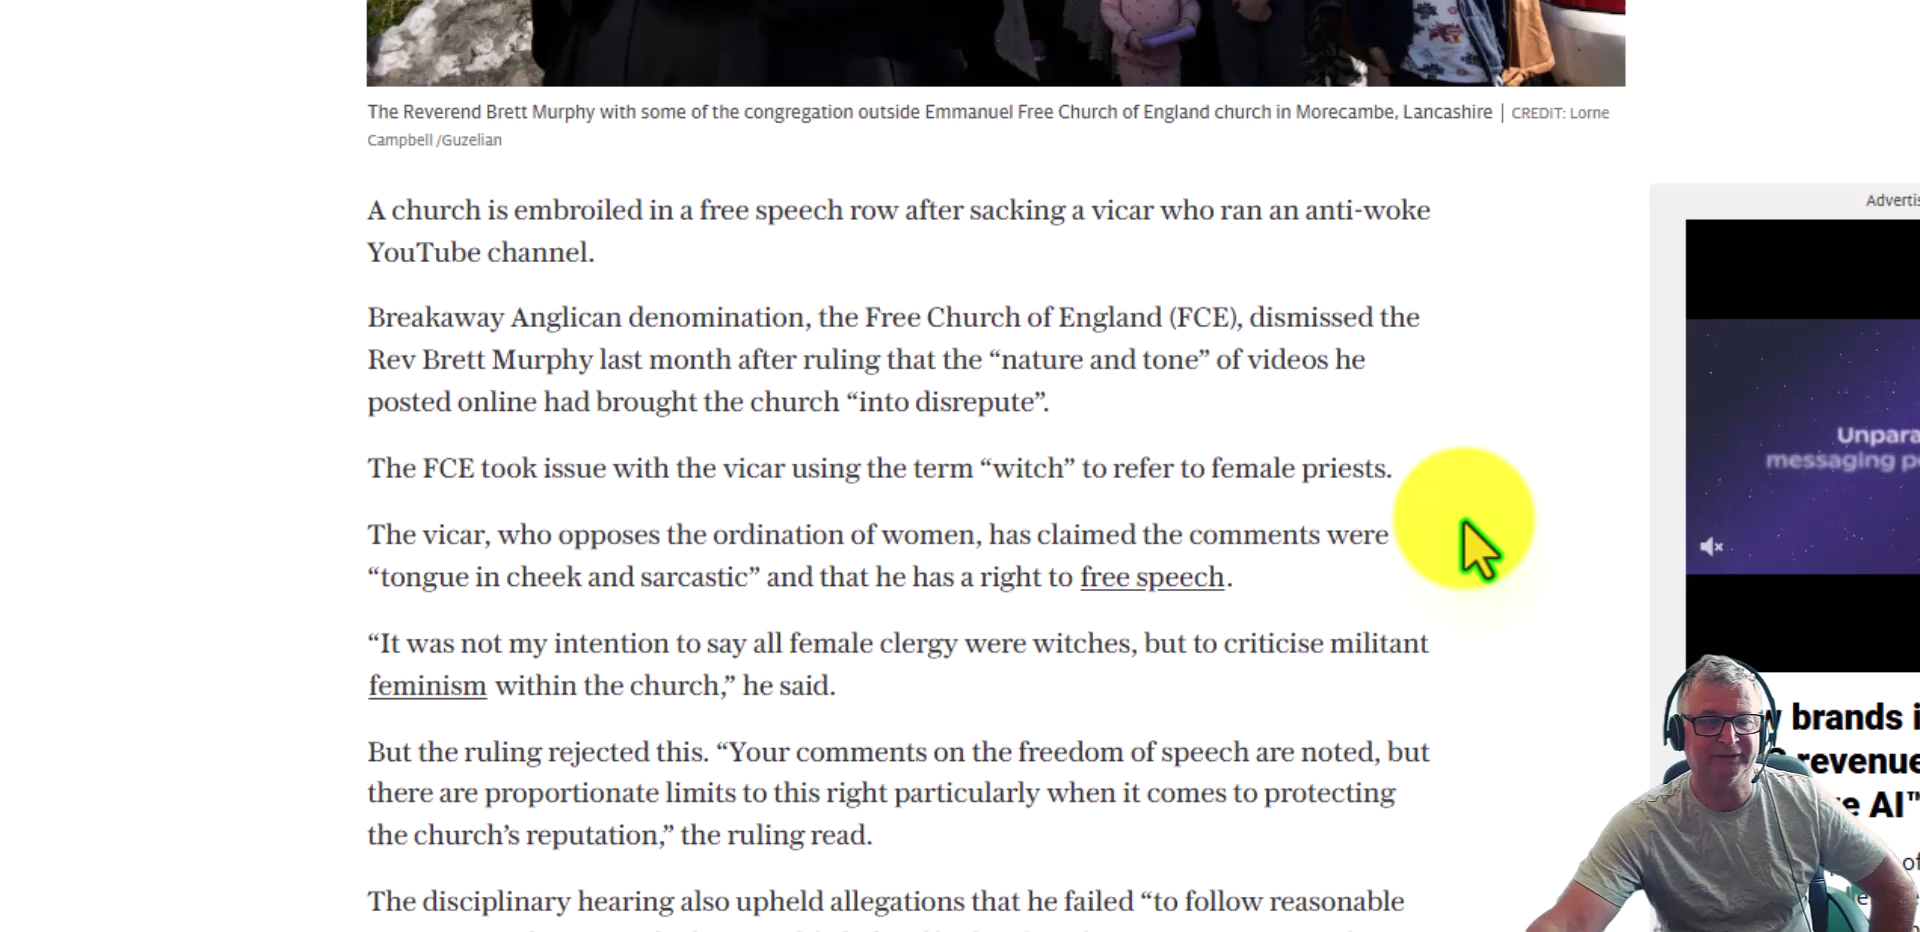 The Reverend Brett Murphy with some of the congregation outside Emmanuel Free Church of England church in Morecambe, Lancashire | CREDIT: Lorne
Campbell /Guzelian
A church is embroiled in a free speech row after sacking a vicar who ran an anti-woke
YouTube channel.
Breakaway Anglican denomination, the Free Church of England (FCE), dismissed the
Rev Brett Murphy last month after ruling that the “nature and tone” of videos he
posted online had brought the church “into disrepute”.
The FCE took issue with the vicar using the term “witch” to refer to female priests.
The vicar, who opposes the ordination of women, has claimed the comments were
“tongue in cheek and sarcastic” and that he has a right to free speech.
“It was not my intention to say all female clergy were witches, but to criticise militant
feminism within the church,” he said.
But the ruling rejected this. “Your comments on the freedom of speech are noted, but
there are proportionate limits to this right particularly when it comes to protecting
the church’s reputation,” the ruling read.
The disciplinary hearing also upheld allegations that he failed “to follow reasonable
Advertis
Unpara
messaging p
brands i
revenue
AI™